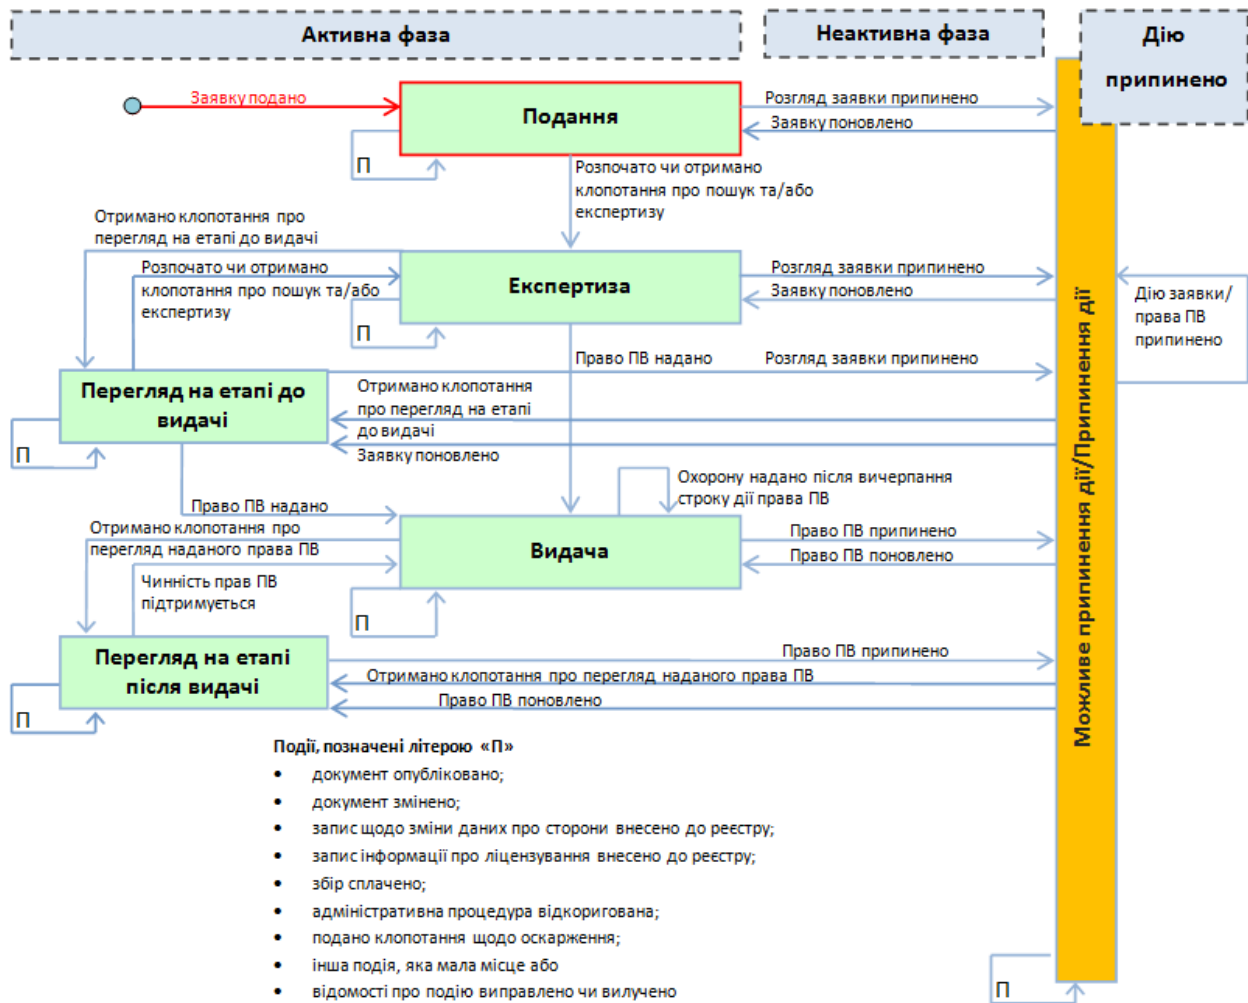 Активна фаза
Неактивна фаза
Дію
припинено
Заявку подано
Подання
Розгляд заявки припинено
Заявку поновлено
П
Розпочато чи отримано
клопотання про пошук та/або
експертизу
Отримано клопотання про
перегляд на етапі до видачі
Розпочато чи отримано
клопотання про пошук та/або
експертизу
Експертиза
Розгляд заявки припинено
Заявку поновлено
П
Дію заявки/
права ПВ
припинено
Право ПВ надано
Розгляд заявки припинено
Перегляд на етапі до
видачі
Отримано клопотання
про перегляд на етапі
до видачі
Заявку поновлено
П
Охорону надано після вичерпання
строку дії права ПВ
Право ПВ надано
Отримано клопотання про
перегляд наданого права ПВ
Видача
Право ПВ припинено
Право ПВ поновлено
Чинність прав ПВ
підтримується
П
Перегляд на етапі
після видачі
Право ПВ припинено
Отримано клопотання про перегляд наданого права ПВ
Право ПВ поновлено
П
Можливе припинення дії/Припинення дії
Події, позначені літерою «П»
• документ опубліковано;
• документ змінено;
• запис щодо зміни даних про сторони внесено до реєстру;
• запис інформації про ліцензування внесено до реєстру;
• збір сплачено;
• адміністративна процедура відкоригована;
• подано клопотання щодо оскарження;
• інша подія, яка мала місце або
• відомості про подію виправлено чи вилучено
П